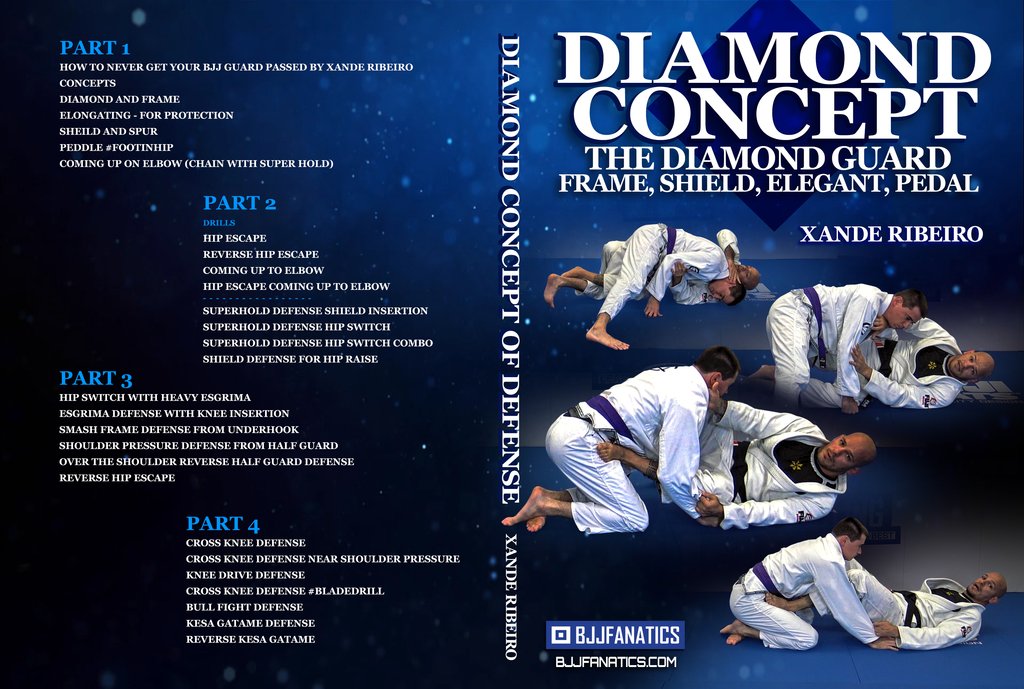 PART 1
HOW TO NEVER GET YOUR BJJ GUARD PASSED BY XANDE RIBEIRO
CONCEPTS
DIAMOND AND FRAME
ELONGATING - FOR PROTECTION
SHEILD AND SPUR
PEDDLE #FOOTINHIP
COMING UP ON ELBOW (CHAIN WITH SUPER HOLD)
PART 2
DRILLS
HIP ESCAPE
REVERSE HIP ESCAPE
COMING UP TO ELBOW
HIP ESCAPE COMING UP TO ELBOW
- - - - - - - - - - - - - - - - -
SUPERHOLD DEFENSE SHIELD INSERTION
SUPERHOLD DEFENSE HIP SWITCH
SUPERHOLD DEFENSE HIP SWITCH COMBO
SHIELD DEFENSE FOR HIP RAISE
PART 3
HIP SWITCH WITH HEAVY ESGRIMA
ESGRIMA DEFENSE WITH KNEE INSERTION
SMASH FRAME DEFENSE FROM UNDERHOOK
SHOULDER PRESSURE DEFENSE FROM HALF GUARD
OVER THE SHOULDER REVERSE HALF GUARD DEFENSE
REVERSE HIP ESCAPE
PART 4
CROSS KNEE DEFENSE
CROSS KNEE DEFENSE NEAR SHOULDER PRESSURE
KNEE DRIVE DEFENSE
CROSS KNEE DEFENSE #BLADEDRILL
BULL FIGHT DEFENSE
KESA GATAME DEFENSE
REVERSE KESA GATAME
DIAMOND CONCEPT OF DEFENSE XANDE RIBEIRO
DIAMOND
CONCEPT
THE DIAMOND GUARD
FRAME, SHIELD, ELEGANT, PEDAL
XANDE RIBEIRO
BJJFANATICS
BJJFANATICS.COM